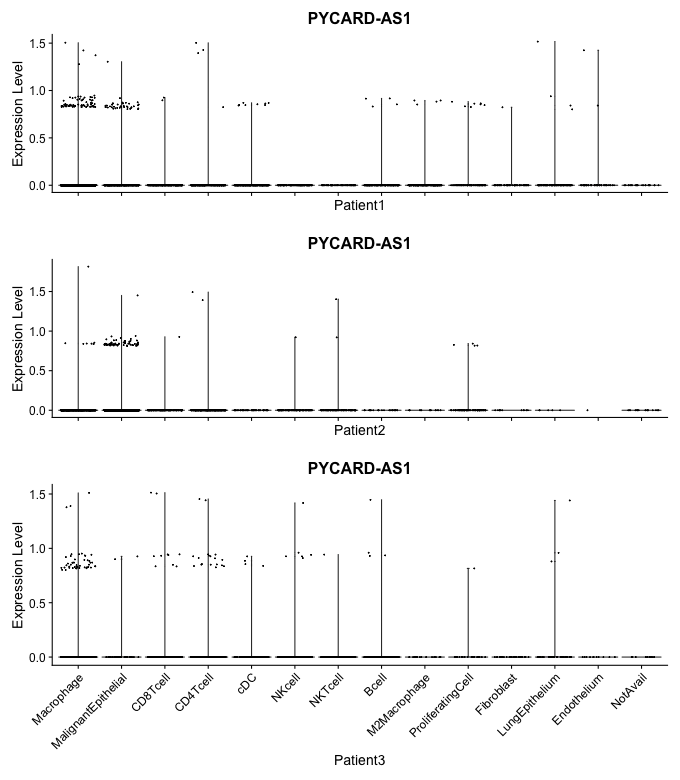 PYCARD-AS1
Expression Level
1.5
1.0
0.5
0.0
Patient1
PYCARD-AS1
Expression Level
1.5
1.0
0.5
0.0
Patient2
PYCARD-AS1
Expression Level
1.5
1.0
0.5
0.0
Macrophage
MalignantEpithelial
CD8Tcell
CD4Tcell
cDC
NKcell
NKTcell
Bcell
M2Macrophage
ProliferatingCell
Fibroblast
LungEpithelium
Endothelium
NotAvail
Patient3